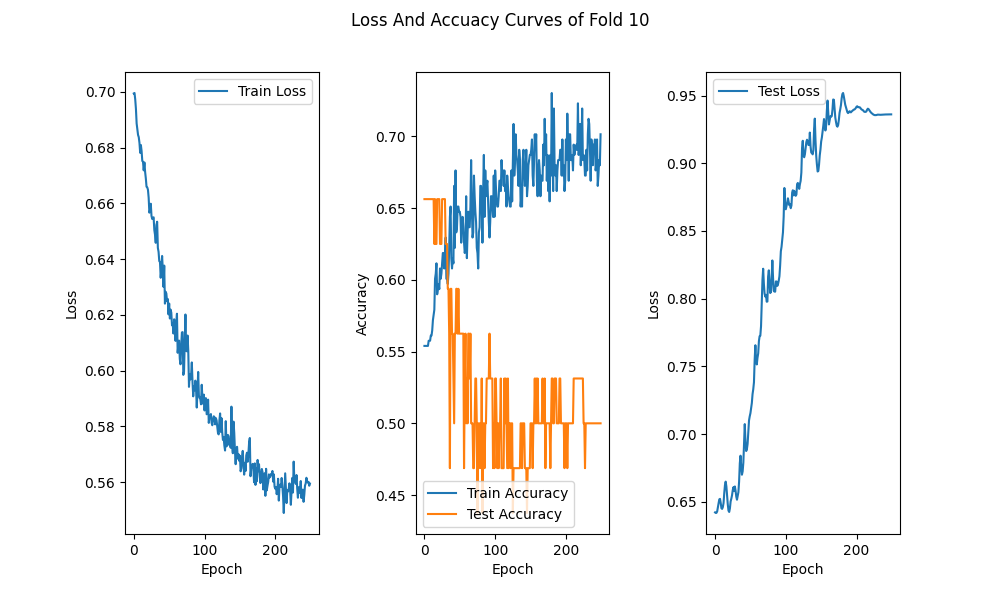 Loss And Accuacy Curves of Fold 10
0.70
0.68
0.66
0.64
0.62
0.60
0.58
0.56
Loss
Train Loss
0
100
200
Epoch
0.70
0.65
0.60
0.55
0.50
0.45
Accuracy
Train Accuracy
Test Accuracy
0
100
200
Epoch
0.95
0.90
0.85
0.80
0.75
0.70
0.65
Loss
Test Loss
0
100
200
Epoch